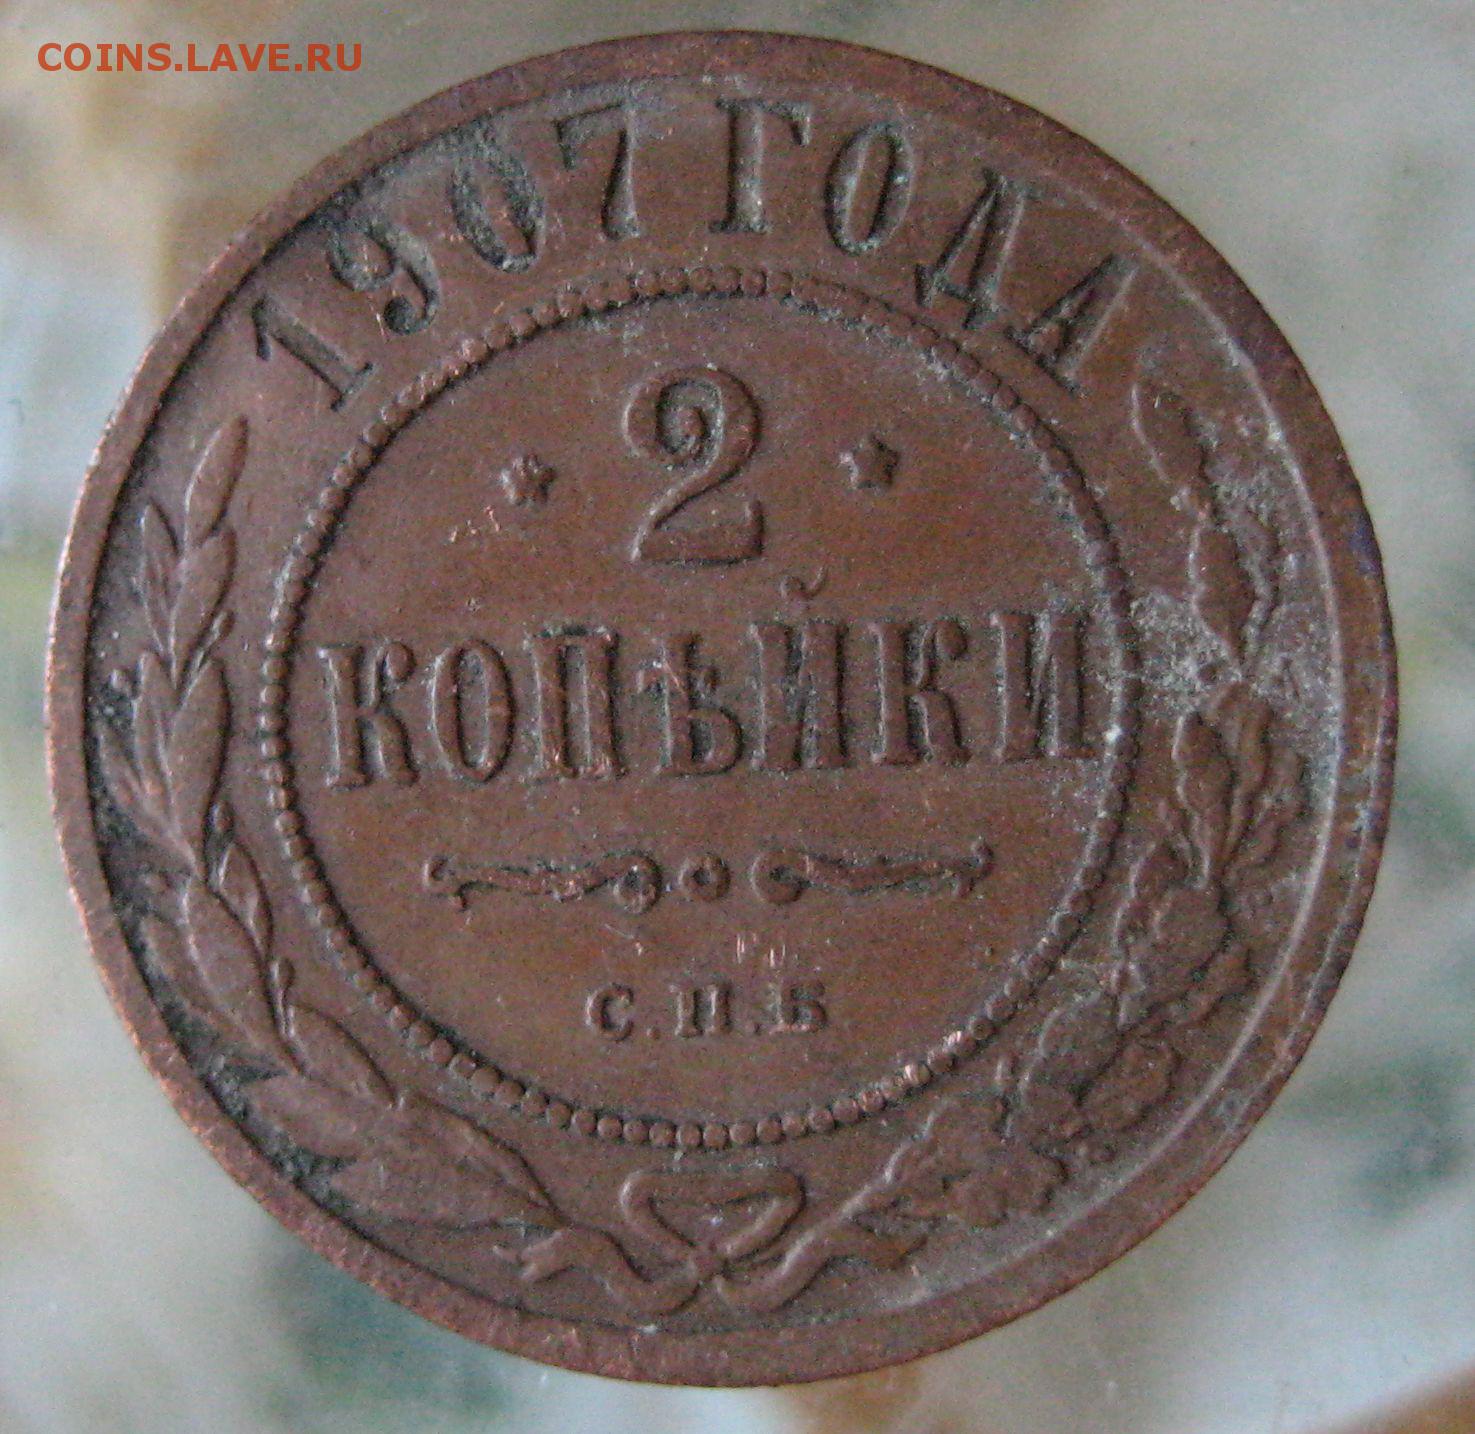 COINS.LAVE.RU
1907 ГОДА
2
КОПѢЙКИ
С.П.Б